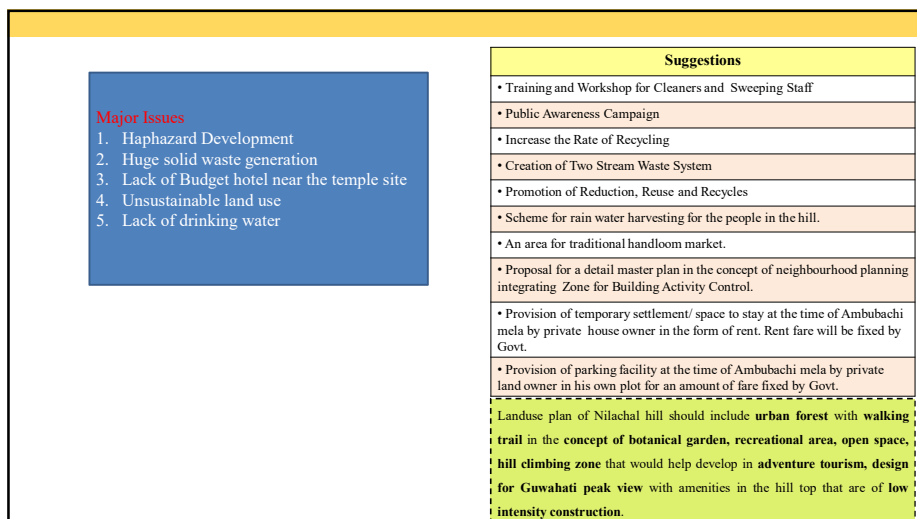 Major Issues
1. Haphazard Development
2. Huge solid waste generation
3. Lack of Budget hotel near the temple site
4. Unsustainable land use
5. Lack of drinking water
Suggestions
• Training and Workshop for Cleaners and Sweeping Staff
• Public Awareness Campaign
• Increase the Rate of Recycling
• Creation of Two Stream Waste System
• Promotion of Reduction, Reuse and Recycles
• Scheme for rain water harvesting for the people in the hill.
• An area for traditional handloom market.
• Proposal for a detail master plan in the concept of neighbourhood planning
integrating Zone for Building Activity Control.
• Provision of temporary settlement/ space to stay at the time of Ambubachi
mela by private house owner in the form of rent. Rent fare will be fixed by
Govt.
• Provision of parking facility at the time of Ambubachi mela by private
land owner in his own plot for an amount of fare fixed by Govt.
Landuse plan of Nilachal hill should include urban forest with walking
trail in the concept of botanical garden, recreational area, open space,
hill climbing zone that would help develop in adventure tourism, design
for Guwahati peak view with amenities in the hill top that are of low
intensity construction.